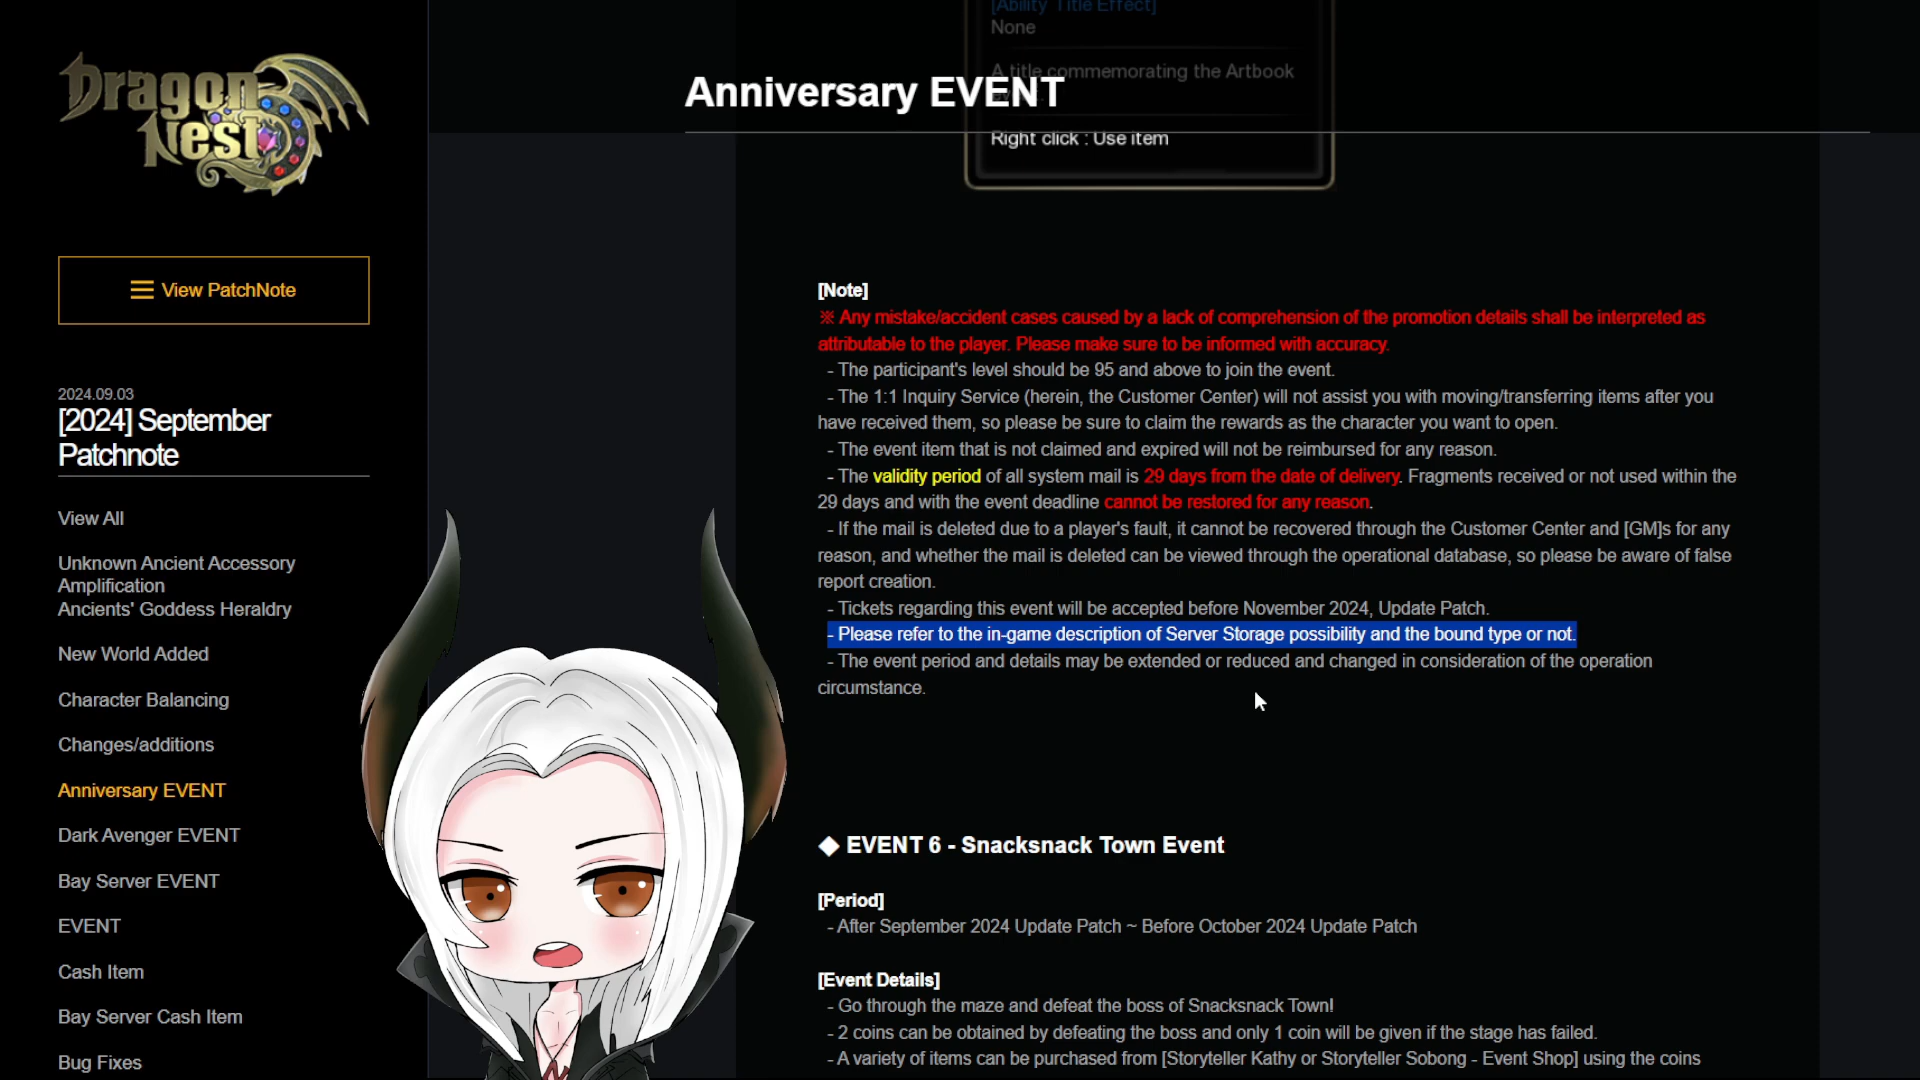 Dragon
Nest
View PatchNote
2024.09.03
[2024] September
Patchnote
View All
Unknown Ancient Accessory
Amplification
Ancients' Goddess Heraldry
New World Added
Character Balancing
Changes/additions
Anniversary EVENT
Dark Avenger EVENT
Bay Server EVENT
EVENT
Cash Item
Bay Server Cash Item
Bug Fixes
[Ability Title Effect]
None
A title commemorating the Artbook
Anniversary EVENT
Right click : Use item
[Note]
※ Any mistake/accident cases caused by a lack of comprehension of the promotion details shall be interpreted as
attributable to the player. Please make sure to be informed with accuracy.
- The participant's level should be 95 and above to join the event.
- The 1:1 Inquiry Service (herein, the Customer Center) will not assist you with moving/transferring items after you
have received them, so please be sure to claim the rewards as the character you want to open.
- The event item that is not claimed and expired will not be reimbursed for any reason.
- The validity period of all system mail is 29 days from the date of delivery. Fragments received or not used within the
29 days and with the event deadline cannot be restored for any reason.
- If the mail is deleted due to a player's fault, it cannot be recovered through the Customer Center and [GM]s for any
reason, and whether the mail is deleted can be viewed through the operational database, so please be aware of false
report creation.
- Tickets regarding this event will be accepted before November 2024, Update Patch.
- Please refer to the in-game description of Server Storage possibility and the bound type or not.
- The event period and details may be extended or reduced and changed in consideration of the operation
circumstance.
◆ EVENT 6 - Snacksnack Town Event
[Period]
- After September 2024 Update Patch ~ Before October 2024 Update Patch
[Event Details]
- Go through the maze and defeat the boss of Snacksnack Town!
- 2 coins can be obtained by defeating the boss and only 1 coin will be given if the stage has failed.
- A variety of items can be purchased from [Storyteller Kathy or Storyteller Sobong - Event Shop] using the coins